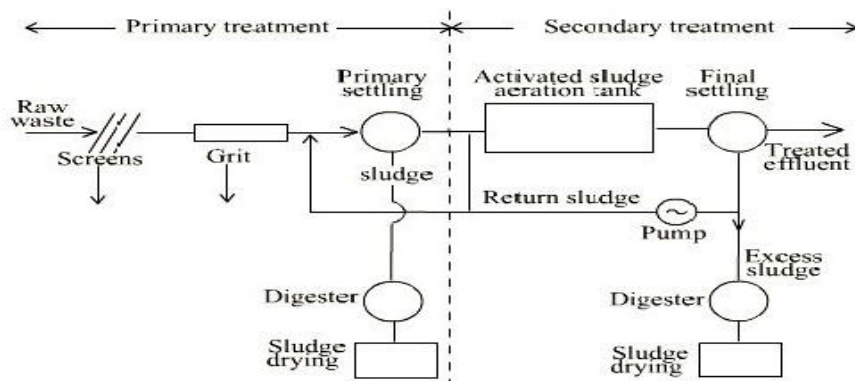 Primary treatment
Secondary treatment
Primary
settling
Activated sludge
aeration tank
Final
settling
Raw
waste
Screens
Grit
sludge
Treated
effluent
Return sludge
Pump
Excess
sludge
Digester
Digester
Sludge
drying
Sludge
drying